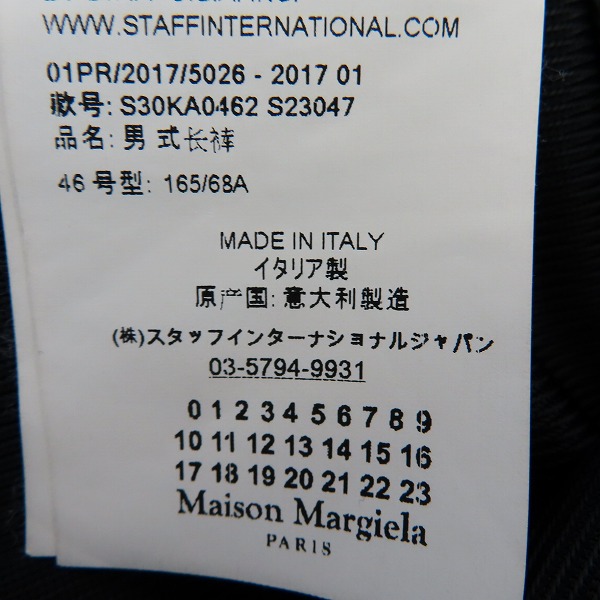 WWW.STAFFINTERNATIONAL.COM
01PR/2017/5026 - 2017 01
款号: S30KA0462 S23047
品名: 男 式长裤
46 号型: 165/68A
MADE IN ITALY
イタリア製
原产国: 意大利製造
(株)スタッフインターナショナルジャパン
03-5794-9931
0 1 2 3 4 5 6 7 8 9
10 11 12 13 14 15 16
17 18 19 20 21 22 23
Maison Margiela
PARIS